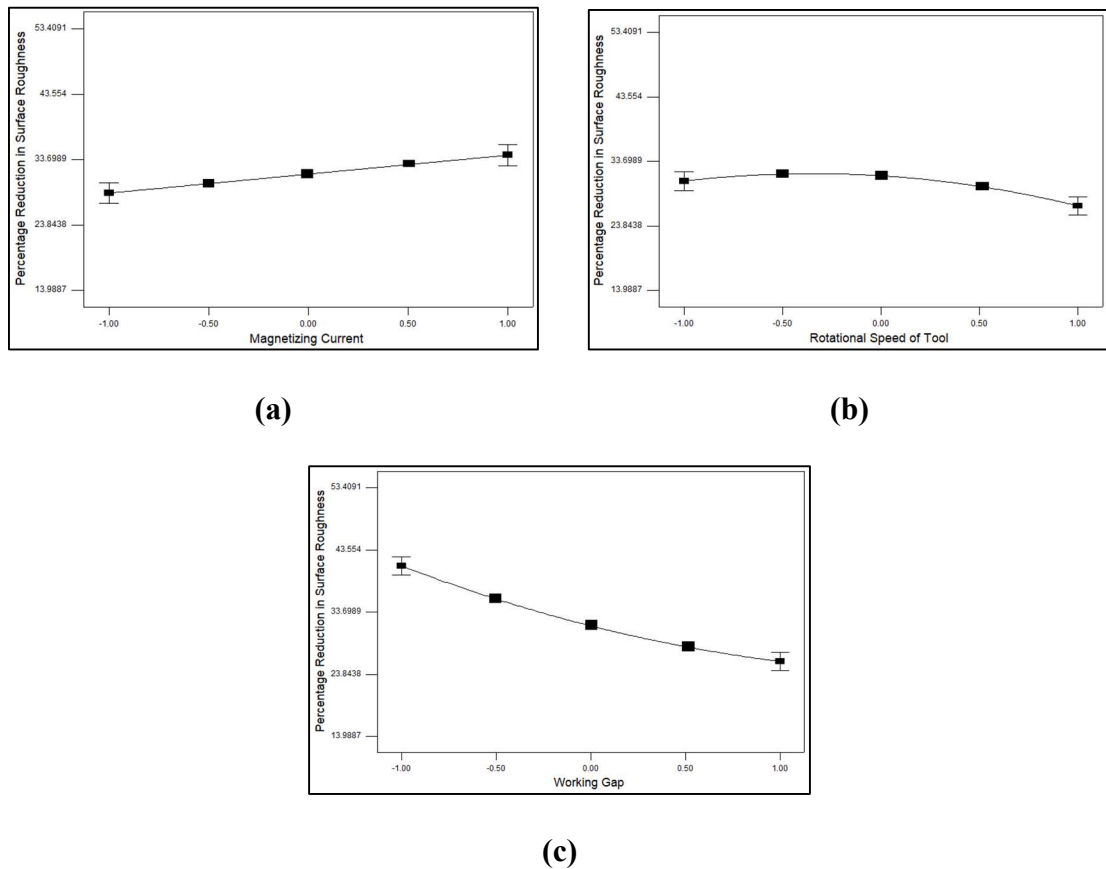 Percentage Reduction in Surface Roughness
53.4091
43.554
33.6989
23.8438
13.9887
-1.00 -0.50 0.00 0.50 1.00
Magnetizing Current
(a)
Percentage Reduction in Surface Roughness
53.4091
43.554
33.6989
23.8438
13.9887
-1.00 -0.50 0.00 0.50 1.00
Rotational Speed of Tool
(b)
Percentage Reduction in Surface Roughness
53.4091
43.554
33.6989
23.8438
13.9887
-1.00 -0.50 0.00 0.50 1.00
Working Gap
(c)